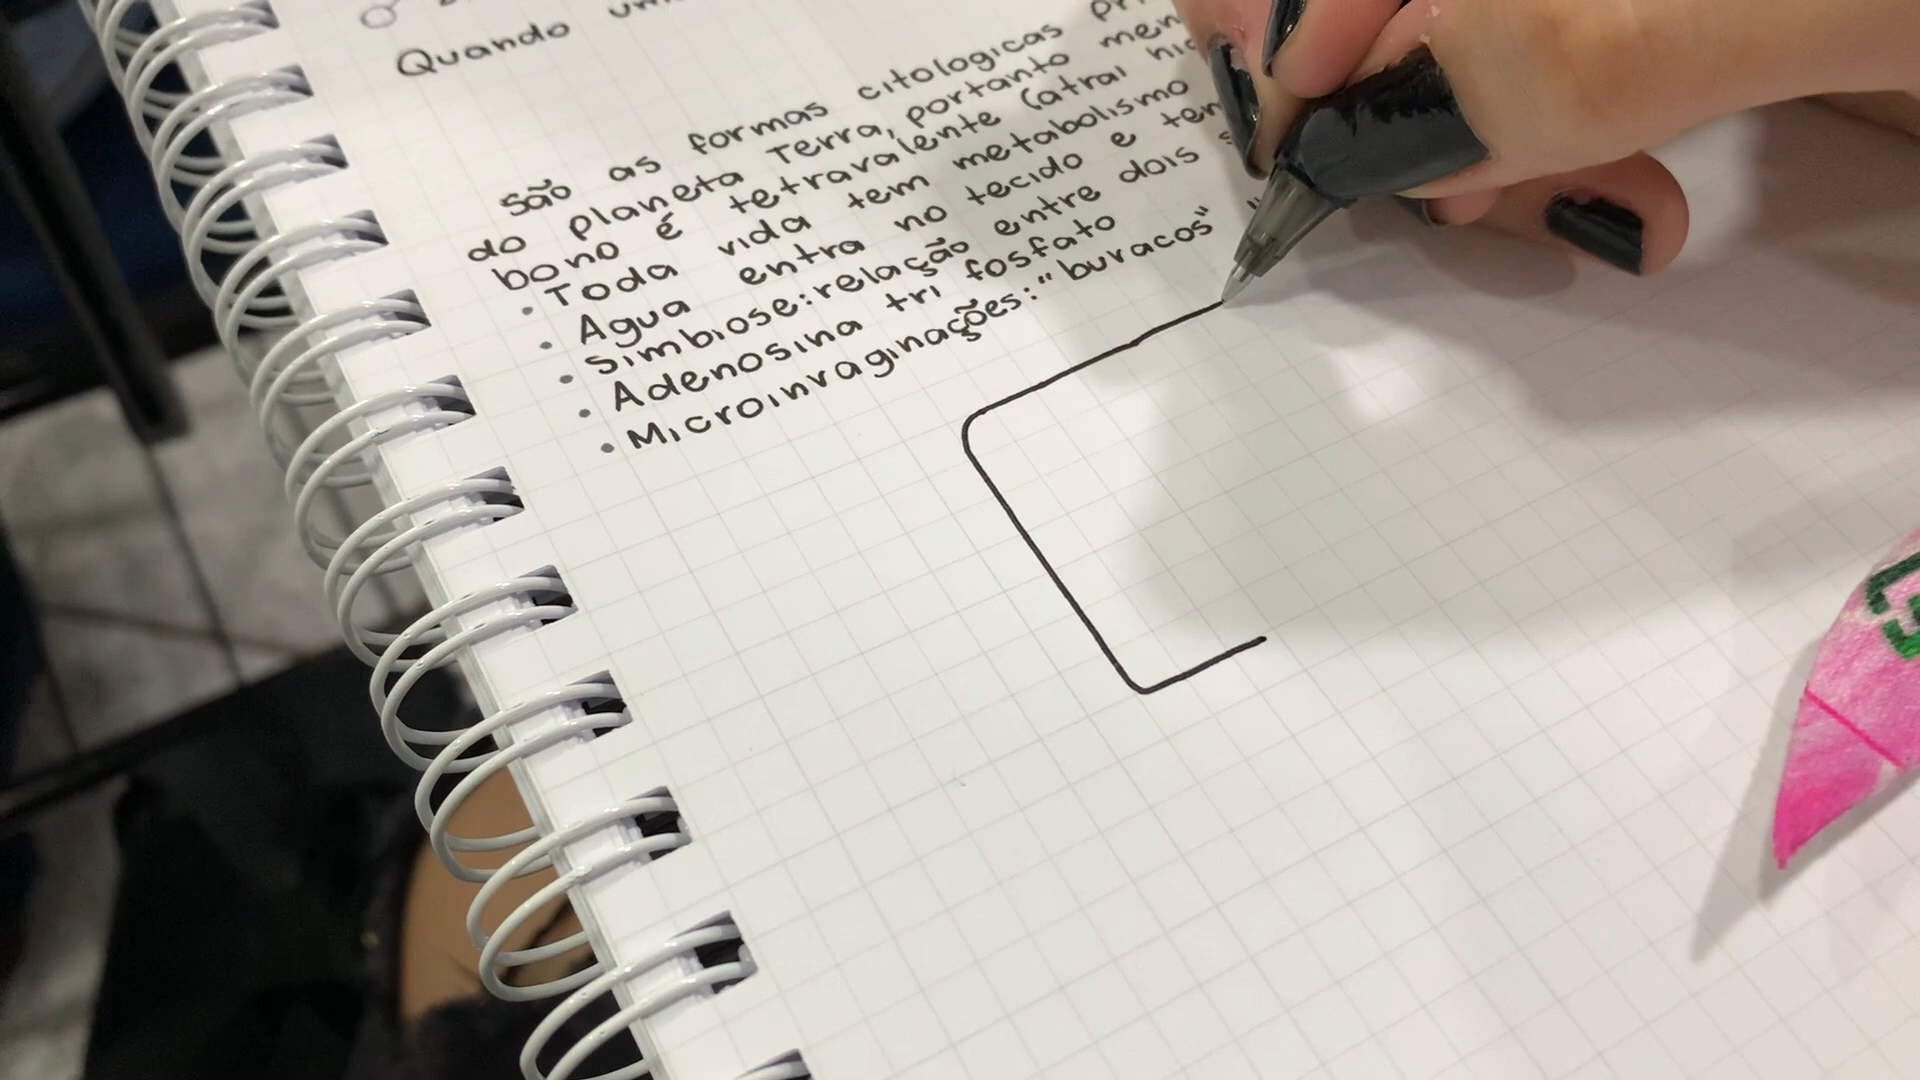 Quando
são as formas citologicas
do planeta Terra, portanto
bono é tetravalente (atrai
• Toda vida tem metabolismo
• Agua entra no tecido e
• simbiose: relação entre dois
• Adenosina tri fosfato
• Microinvaginações: "buracos"